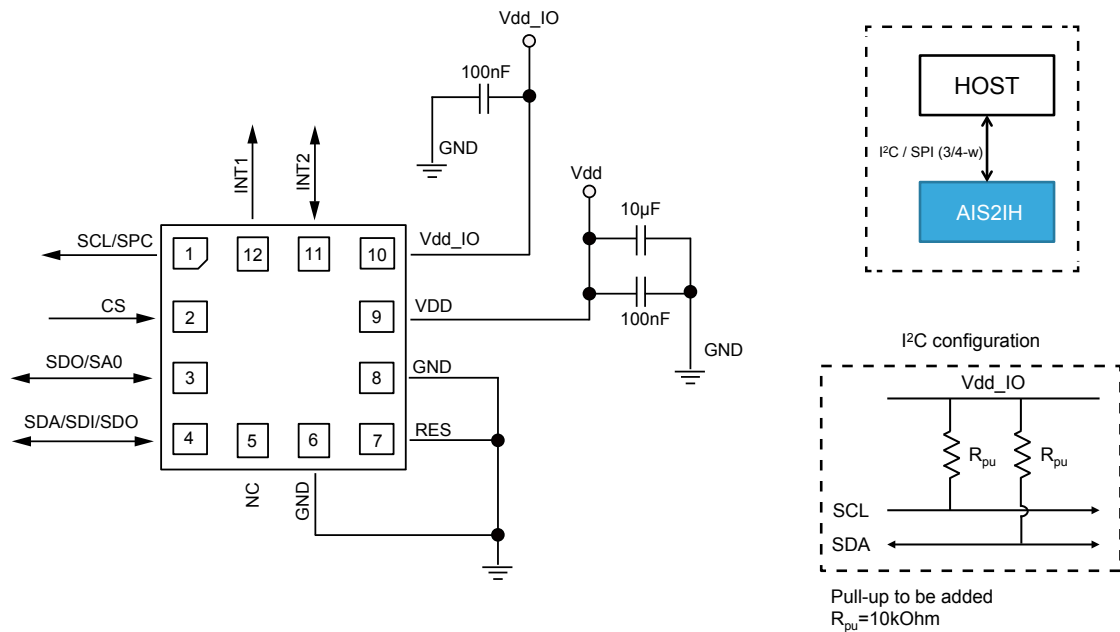 Vdd_IO
100nF
GND
INT1
INT2
Vdd
10µF
100nF
GND
SCL/SPC
CS
SDO/SA0
SDA/SDI/SDO
1
12
11
10
2
9
3
8
4
5
6
7
Vdd_IO
VDD
GND
RES
NC
GND
HOST
I²C / SPI (3/4-w)
AIS2IH
I²C configuration
Vdd_IO
Rpu
Rpu
SCL
SDA
Pull-up to be added
Rpu=10kOhm